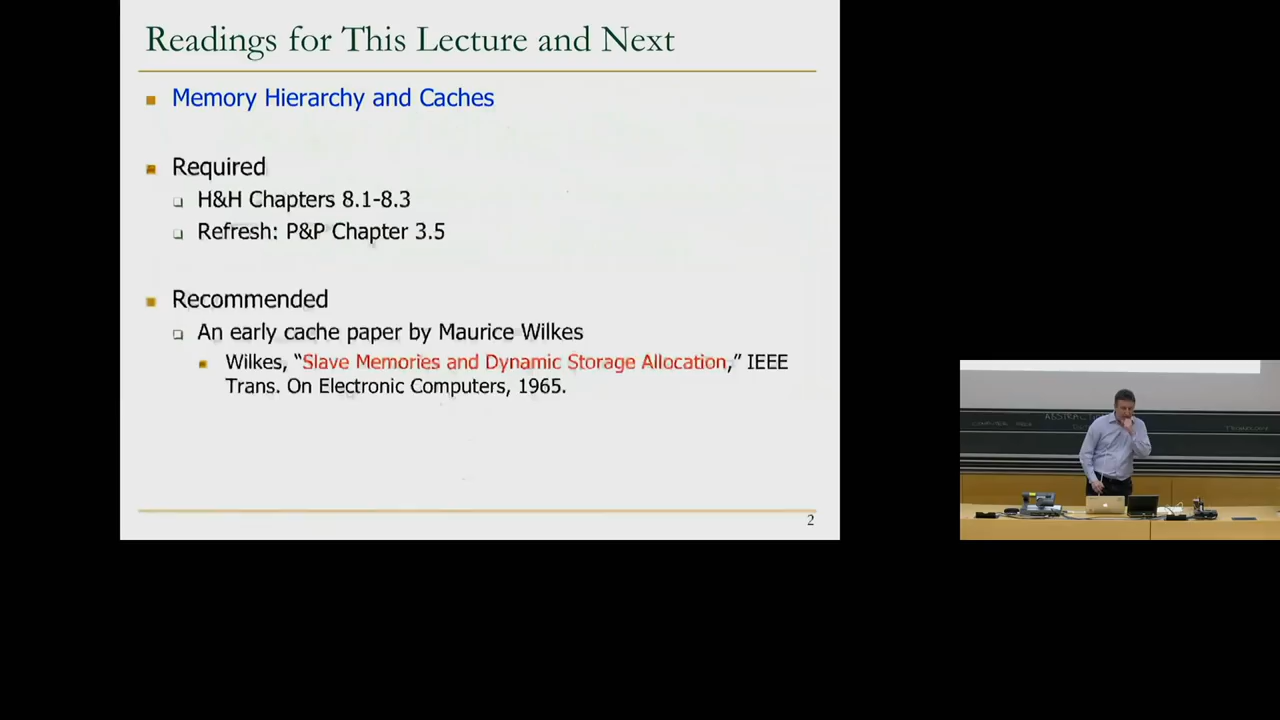 Readings for This Lecture and Next
Memory Hierarchy and Caches
Required
H&H Chapters 8.1-8.3
Refresh: P&P Chapter 3.5
Recommended
An early cache paper by Maurice Wilkes
Wilkes, “Slave Memories and Dynamic Storage Allocation,” IEEE
Trans. On Electronic Computers, 1965.
2